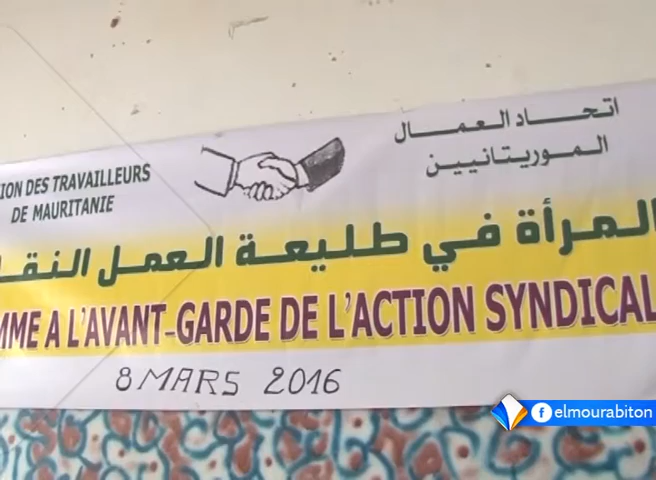 اتحاد العمال
الموريتانيين
ION DES TRAVAILLEURS
DE MAURITANIE
المرأة في طليعة العمل النقا
MME A L'AVANT-GARDE DE L'ACTION SYNDICAL
8 MARS 2016
elmourabiton